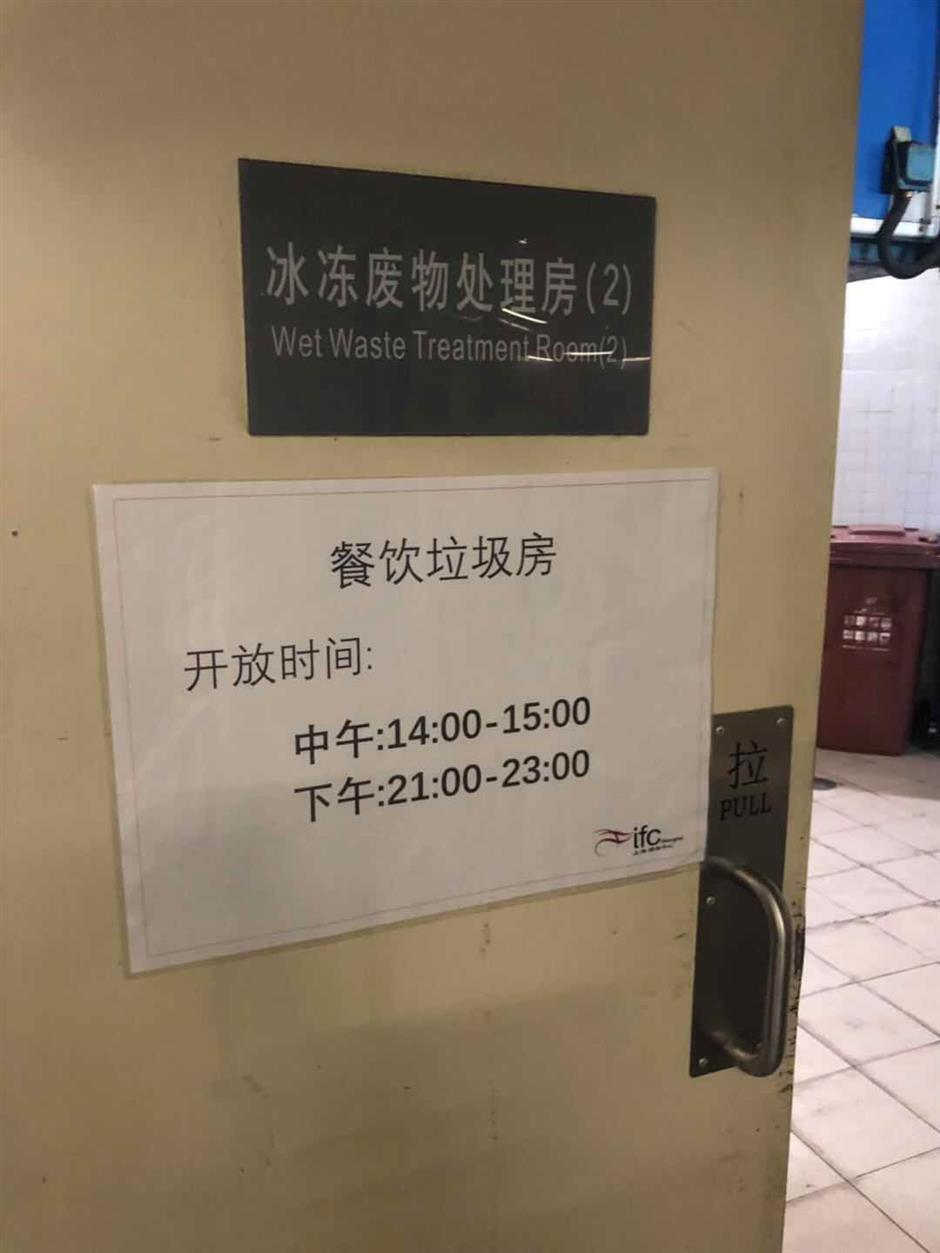 冰冻废物处理房(2)
Wet Waste Treatment Room(2)
餐饮垃圾房
开放时间:
中午:14:00-15:00
下午:21:00-23:00
ifc
拉
PULL